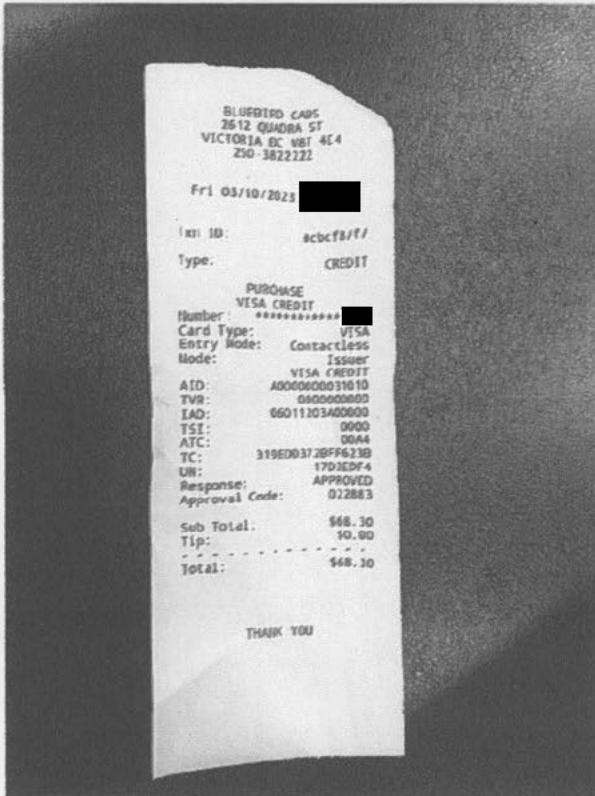 BLUEBIRD CABS
2612 QUADRA ST
VICTORIA BC V8T 4E4
250-3822222
Fri 03/10/2023
Txn ID:
Type: CREDIT
PURCHASE
VISA CREDIT
Number: ************
Card Type: VISA
Entry Mode: Contactless
Mode: Issuer
VISA CREDIT
AID: A0000000031010
TVR: 0000000000
IAD: 06011203A00000
TSI: 0000
ATC: 00A4
TC: 319ED0372BFF623B
UN: 17D2EDF4
Response: APPROVED
Approval Code: 022883
Sub Total: $68.30
Tip: $0.00
- - - - - - - - - - - - -
Total: $68.30
THANK YOU